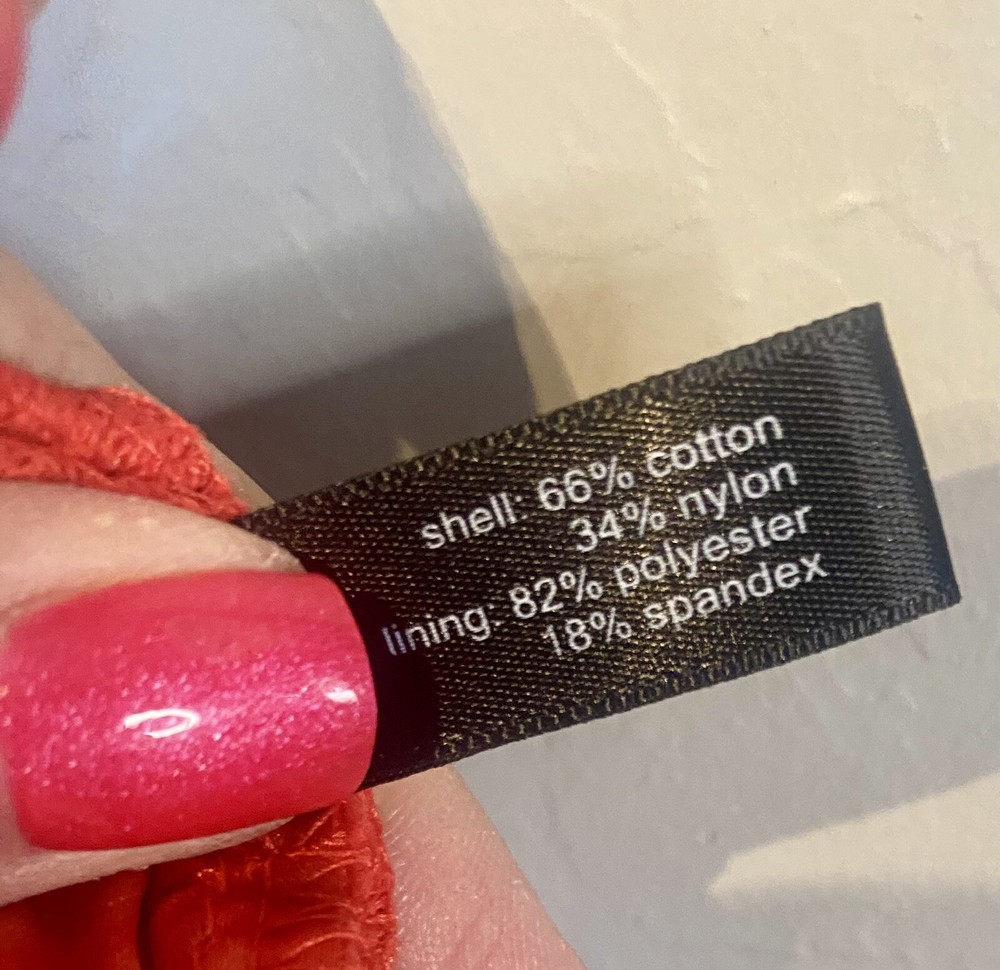 shell: 66% cotton
34% nylon
lining: 82% polyester
18% spandex